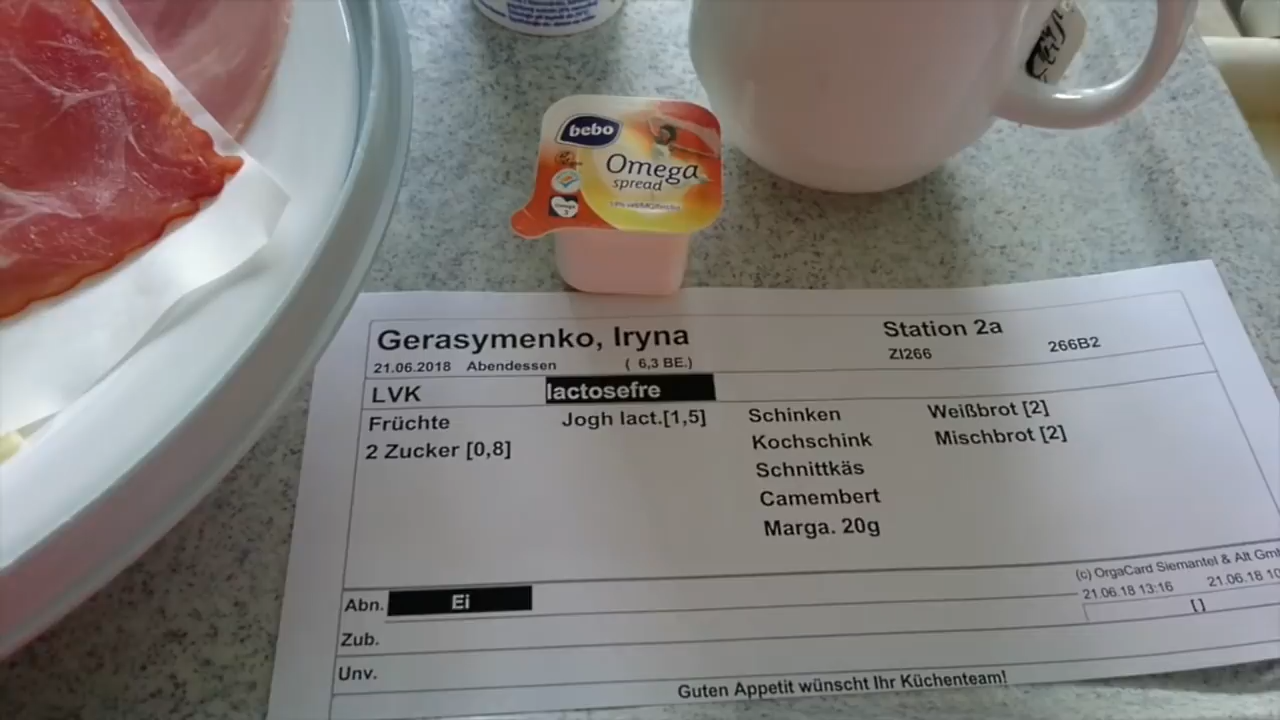 bebo
Omega
spread
Gerasymenko, Iryna
Station 2a
21.06.2018 Abendessen ( 6,3 BE.)
ZI266
266B2
LVK
lactosefre
Früchte
Jogh lact.[1,5]
Schinken
Weißbrot [2]
2 Zucker [0,8]
Kochschink
Mischbrot [2]
Schnittkäs
Camembert
Marga. 20g
(c) OrgaCard Siemantel & Alt Gm
Abn.
Ei
21.06.18 13:16
21.06.18 10
[]
Zub.
Unv.
Guten Appetit wünscht Ihr Küchenteam!